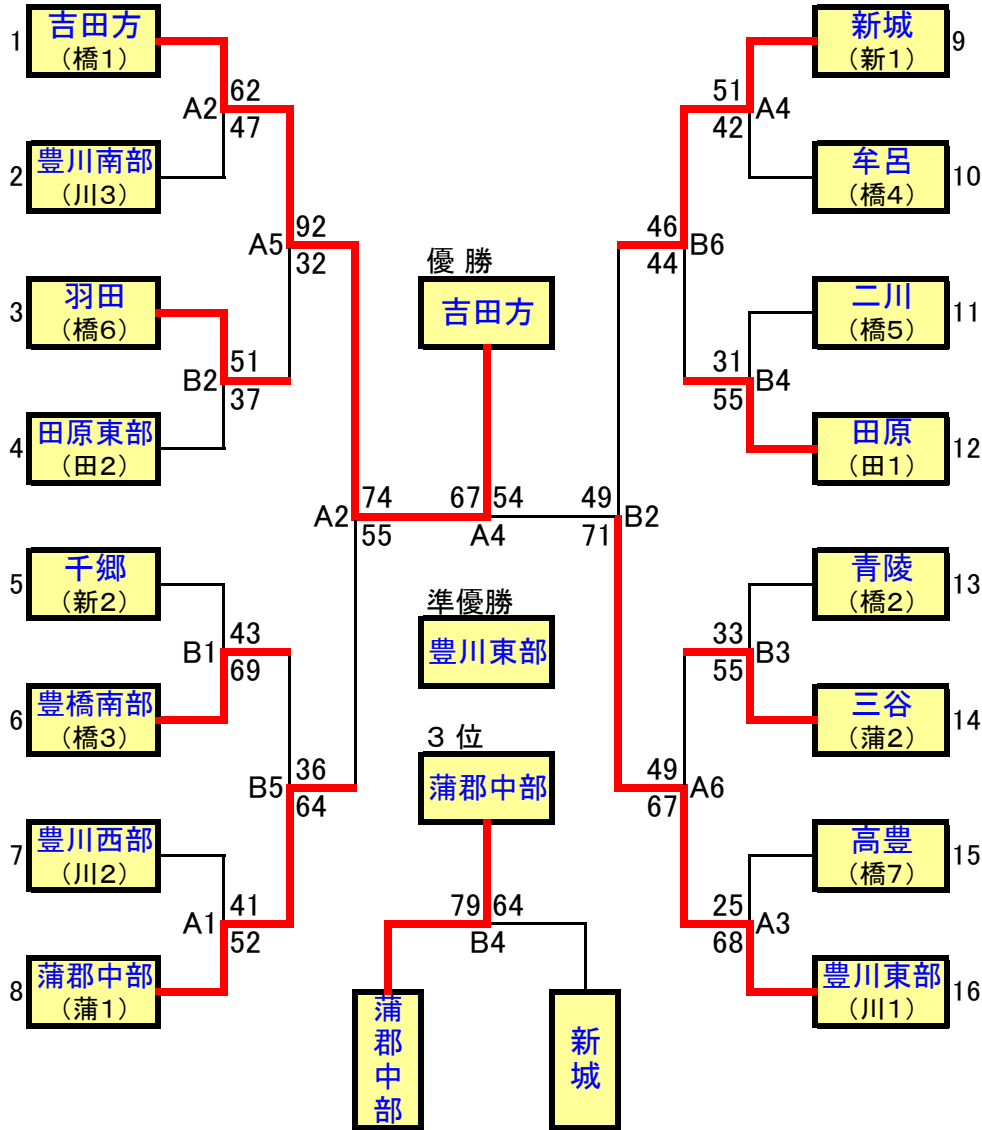 1
吉田方
(橋1)
62
A2
47
2
豊川南部
(川3)
92
A5
32
3
羽田
(橋6)
51
B2
37
4
田原東部
(田2)
74
A2
55
5
千郷
(新2)
43
B1
69
6
豊橋南部
(橋3)
36
B5
64
7
豊川西部
(川2)
41
A1
52
8
蒲郡中部
(蒲1)
優 勝
吉田方
67 54
A4
準優勝
豊川東部
3 位
蒲郡中部
79 64
B4
蒲郡中部
新城
新城
(新1)
9
51
A4
42
牟呂
(橋4)
10
46
B6
44
二川
(橋5)
11
31
B4
55
田原
(田1)
12
49
B2
71
青陵
(橋2)
13
33
B3
55
三谷
(蒲2)
14
49
A6
67
高豊
(橋7)
15
25
A3
68
豊川東部
(川1)
16